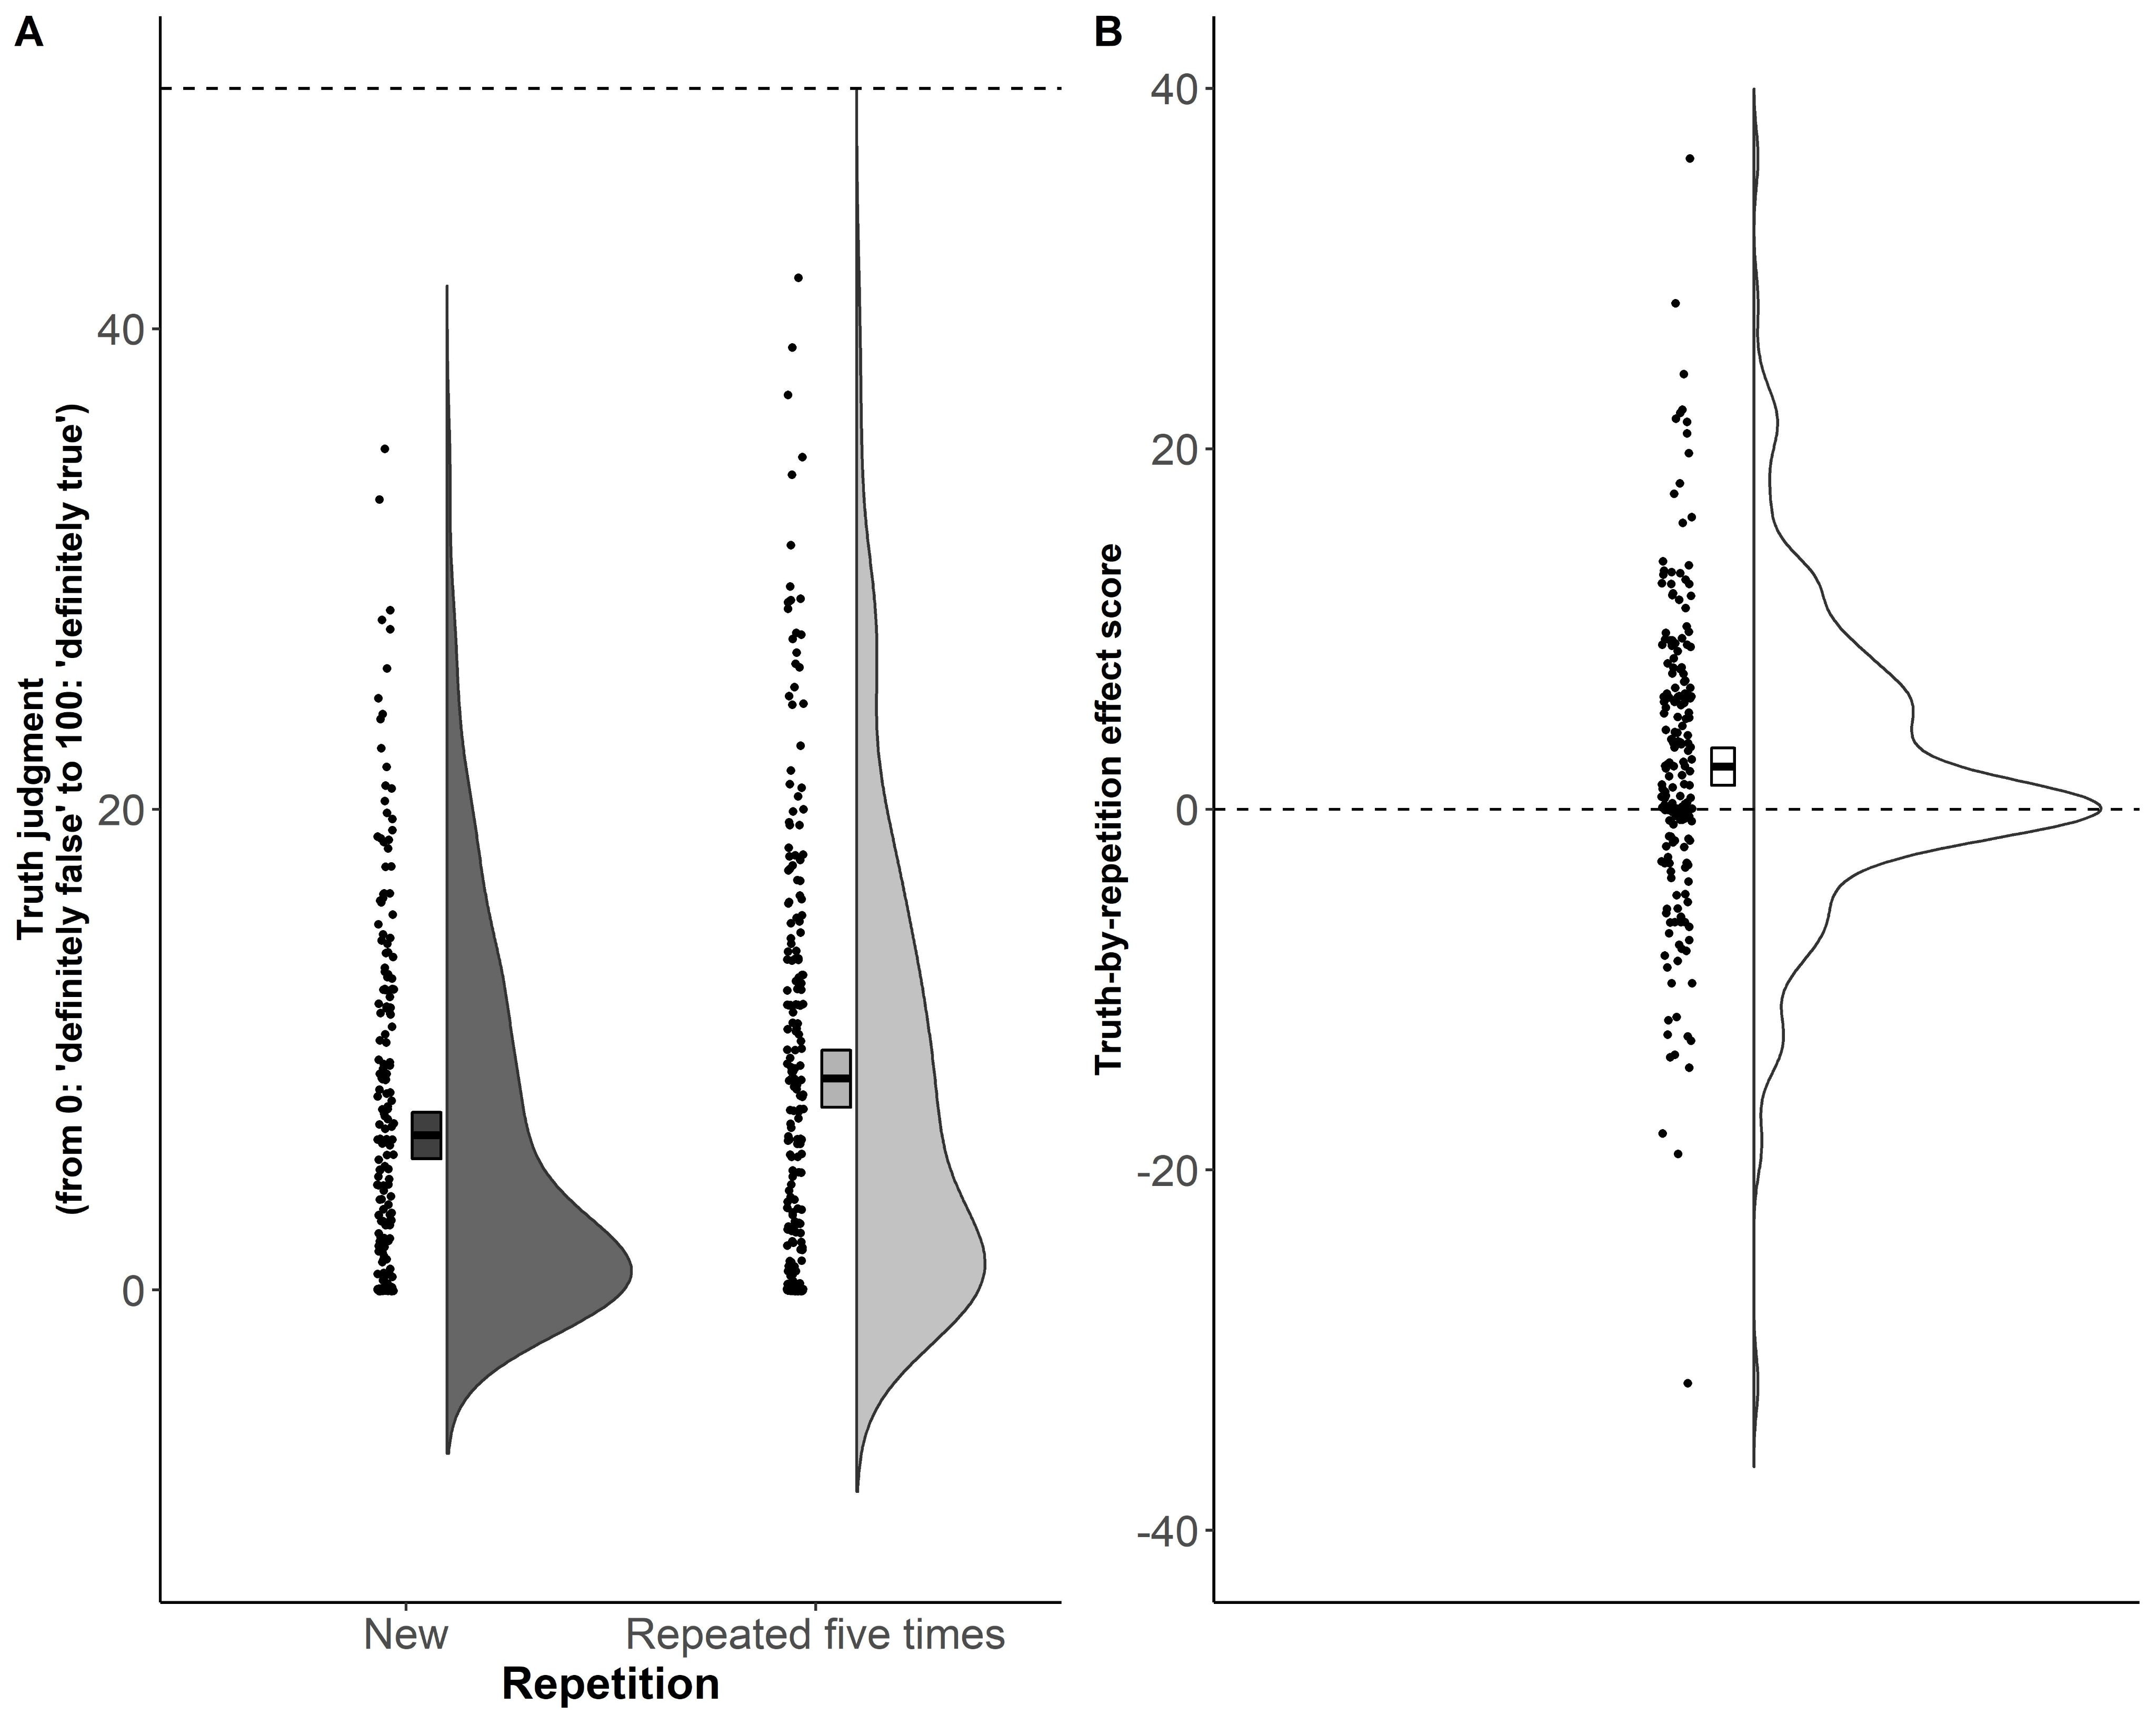 A
Truth judgment
(from 0: 'definitely false' to 100: 'definitely true')
40
20
0
New
Repeated five times
Repetition
B
Truth-by-repetition effect score
40
20
0
-20
-40